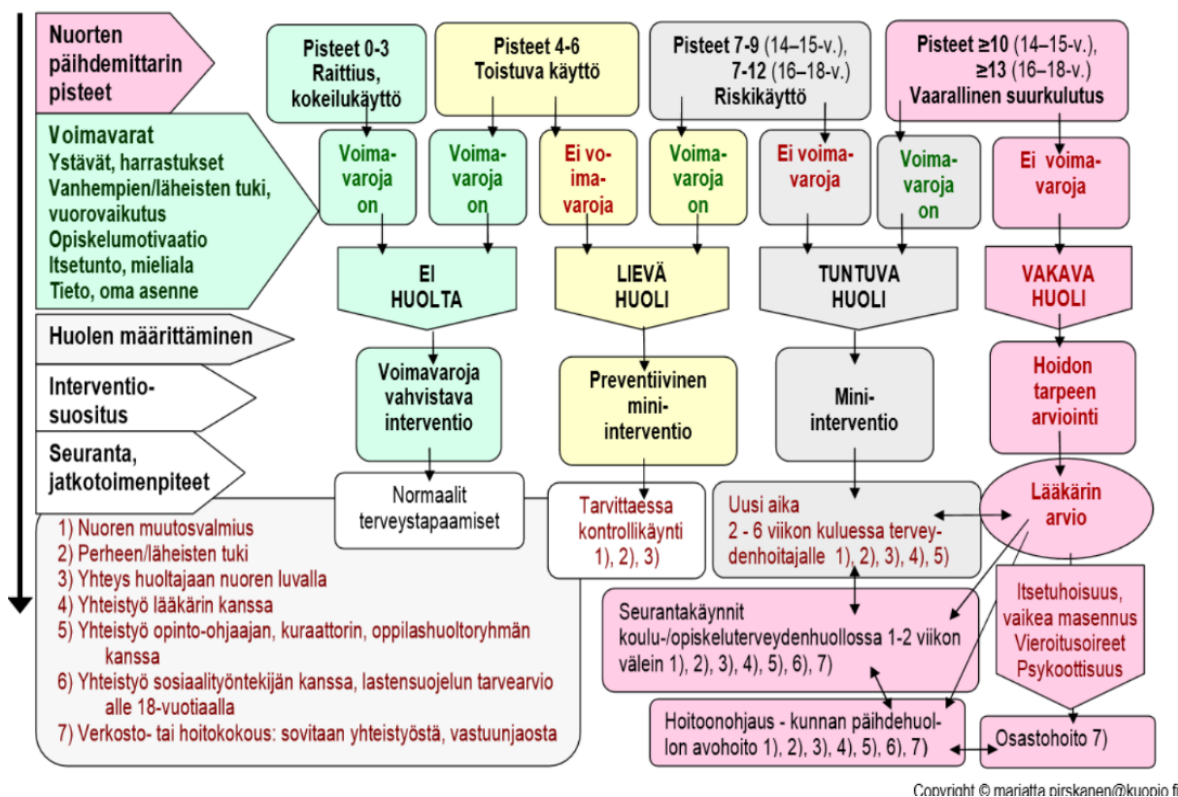 Nuorten
päihdemittarin
pisteet
Pisteet 0-3
Raittius,
kokeilukäyttö
Pisteet 4-6
Toistuva käyttö
Pisteet 7-9 (14–15-v.),
7-12 (16–18-v.)
Riskikäyttö
Pisteet ≥10 (14–15-v.),
≥13 (16–18-v.)
Vaarallinen suurkulutus
Voimavarat
Ystävät, harrastukset
Vanhempien/läheisten tuki,
vuorovaikutus
Opiskelumotivaatio
Itsetunto, mieliala
Tieto, oma asenne
Voima-
varoja
on
Voima-
varoja
on
Ei vo-
ima-
varoja
Voima-
varoja
on
Ei voima-
varoja
Voima-
varoja
on
Ei voima-
varoja
Huolen määrittäminen
EI
HUOLTA
LIEVÄ
HUOLI
TUNTUVA
HUOLI
VAKAVA
HUOLI
Interventio-
suositus
Voimavaroja
vahvistava
interventio
Preventiivinen
mini-
interventio
Mini-
interventio
Hoidon
tarpeen
arviointi
Seuranta,
jatkotoimenpiteet
Normaalit
terveystapaamiset
Tarvittaessa
kontrollikäynti
1), 2), 3)
Uusi aika
2 - 6 viikon kuluessa tervey-
denhoitajalle 1), 2), 3), 4), 5)
Lääkärin
arvio
1) Nuoren muutosvalmius
2) Perheen/läheisten tuki
3) Yhteys huoltajaan nuoren luvalla
4) Yhteistyö lääkärin kanssa
5) Yhteistyö opinto-ohjaajan, kuraattorin, oppilashuoltoryhmän
kanssa
6) Yhteistyö sosiaalityöntekijän kanssa, lastensuojelun tarvearvio
alle 18-vuotiaalla
7) Verkosto- tai hoitokokous: sovitaan yhteistyöstä, vastuunjaosta
Seurantakäynnit
koulu-/opiskeluterveydenhuollossa 1-2 viikon
välein 1), 2), 3), 4), 5), 6), 7)
Itsetuhoisuus,
vaikea masennus
Vieroitusoireet
Psykoottisuus
Hoitoonohjaus - kunnan päihdehuol-
lon avohoito 1), 2), 3), 4), 5), 6), 7)
Osastohoito 7)
Copyright © marjatta.pirskanen@kuopio.fi